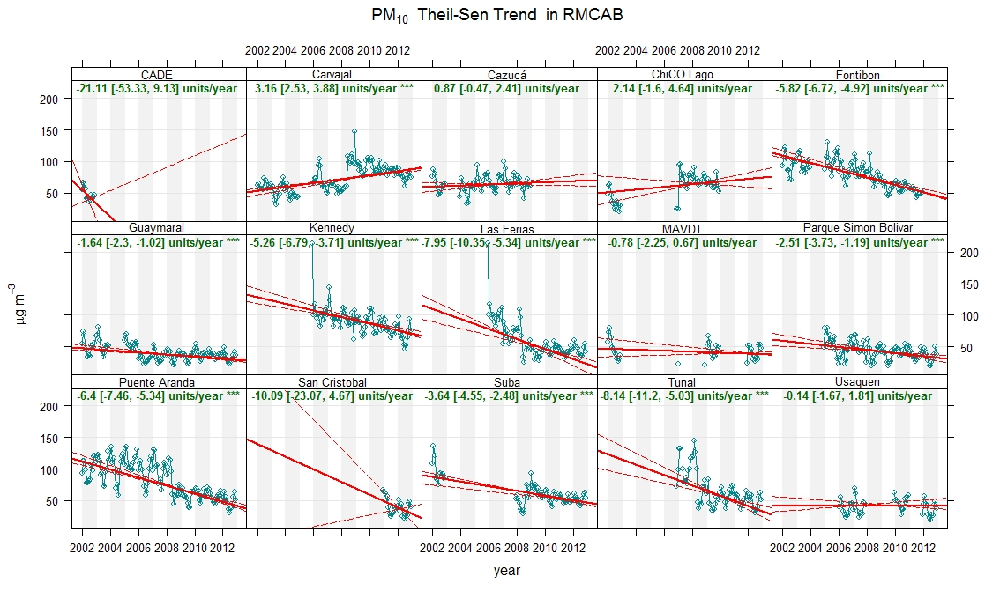 PM10 Theil-Sen Trend in RMCAB
2002 2004 2006 2008 2010 2012 2002 2004 2006 2008 2010 2012
CADE Carvajal Cazucá ChiCO Lago Fontibon
-21.11 [-53.33, 9.13] units/year 3.16 [2.53, 3.88] units/year *** 0.87 [-0.47, 2.41] units/year 2.14 [-1.6, 4.64] units/year -5.82 [-6.72, -4.92] units/year ***
200
150
100
50
Guaymaral Kennedy Las Ferias MAVDT Parque Simon Bolivar
-1.64 [-2.3, -1.02] units/year *** -5.26 [-6.79, -3.71] units/year *** -7.95 [-10.35, -5.34] units/year *** -0.78 [-2.25, 0.67] units/year -2.51 [-3.73, -1.19] units/year ***
200
150
100
50
Puente Aranda San Cristobal Suba Tunal Usaquen
-6.4 [-7.46, -5.34] units/year *** -10.09 [-23.07, 4.67] units/year -3.64 [-4.55, -2.48] units/year *** -8.14 [-11.2, -5.03] units/year *** -0.14 [-1.67, 1.81] units/year
200
150
100
50
2002 2004 2006 2008 2010 2012 2002 2004 2006 2008 2010 2012 2002 2004 2006 2008 2010 2012
year
µg m−3